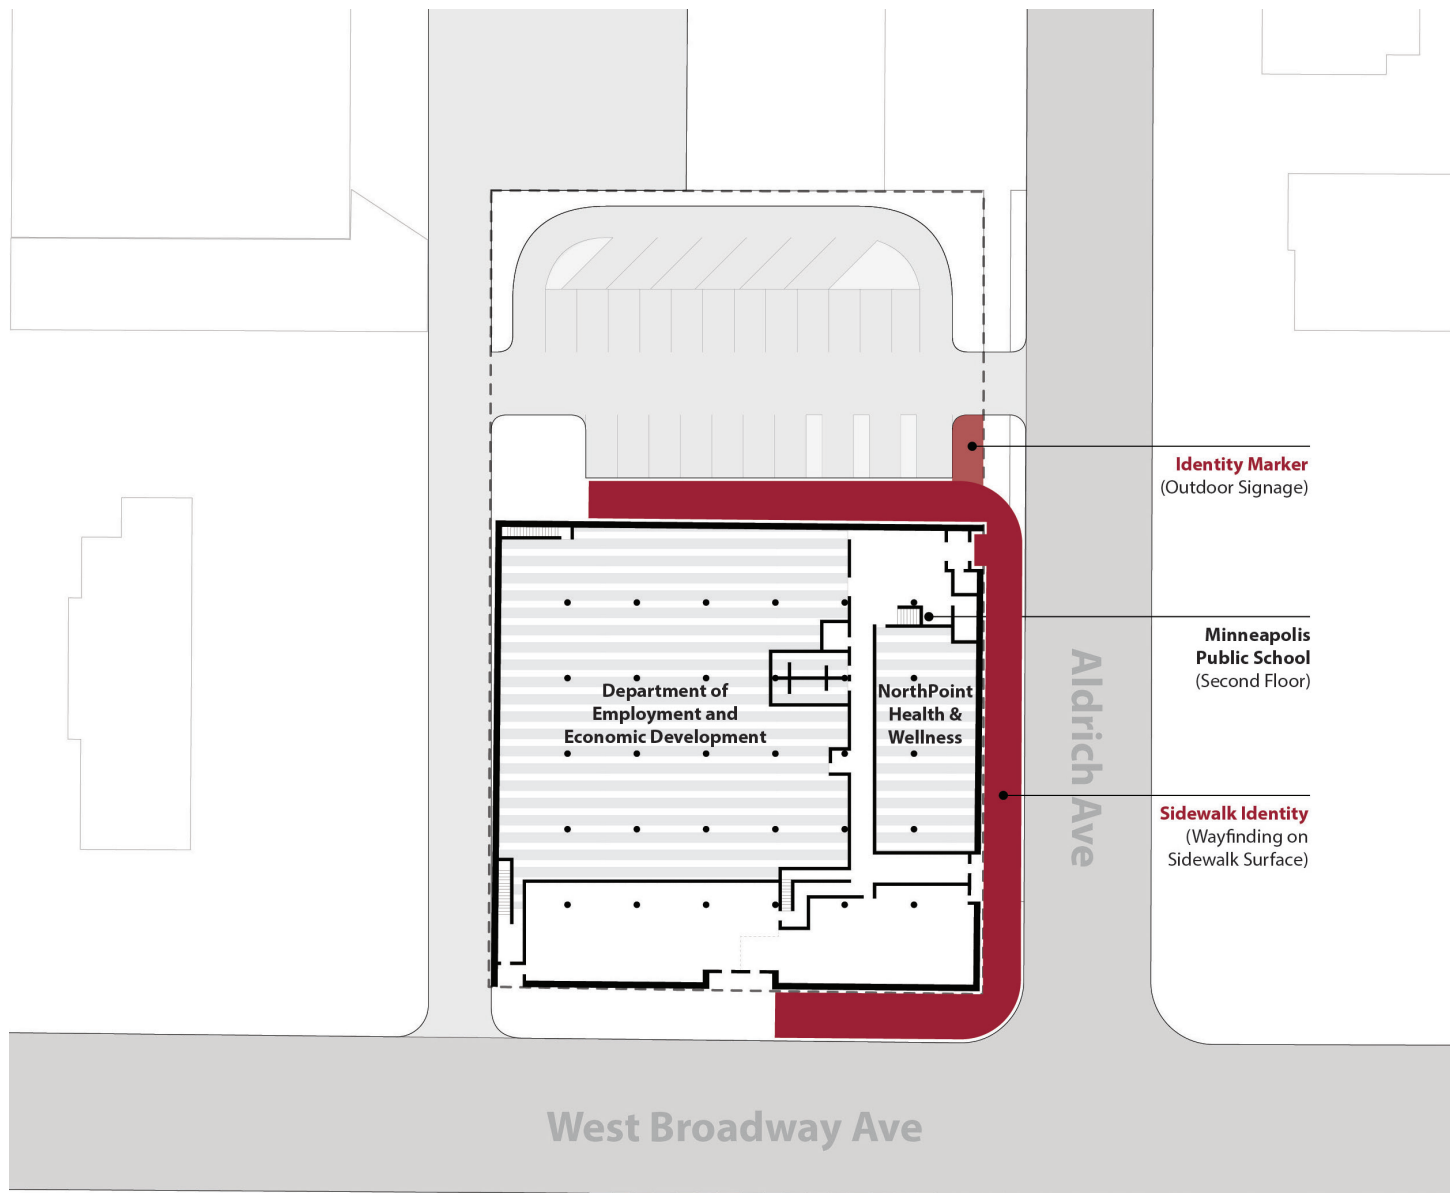 Identity Marker
(Outdoor Signage)
Minneapolis
Public School
(Second Floor)
Department of
Employment and
Economic Development
NorthPoint
Health &
Wellness
Aldrich Ave
Sidewalk Identity
(Wayfinding on
Sidewalk Surface)
West Broadway Ave